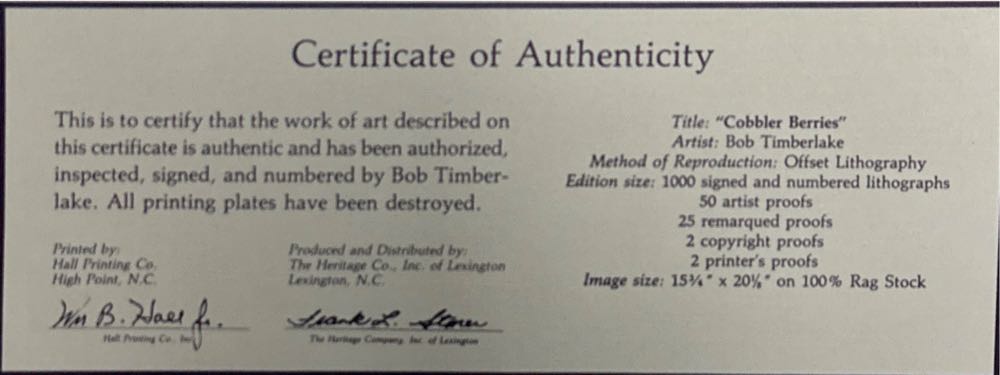 Certificate of Authenticity
This is to certify that the work of art described on
this certificate is authentic and has been authorized,
inspected, signed, and numbered by Bob Timber-
lake. All printing plates have been destroyed.
Printed by:
Hall Printing Co.
High Point, N.C.
Wm B. Hall Jr.
Hall Printing Co., Inc.
Produced and Distributed by:
The Heritage Co., Inc. of Lexington
Lexington, N.C.
Frank L.
The Heritage Company, Inc. of Lexington
Title: "Cobbler Berries"
Artist: Bob Timberlake
Method of Reproduction: Offset Lithography
Edition size: 1000 signed and numbered lithographs
50 artist proofs
25 remarqued proofs
2 copyright proofs
2 printer's proofs
Image size: 15¾" x 20⅛" on 100% Rag Stock